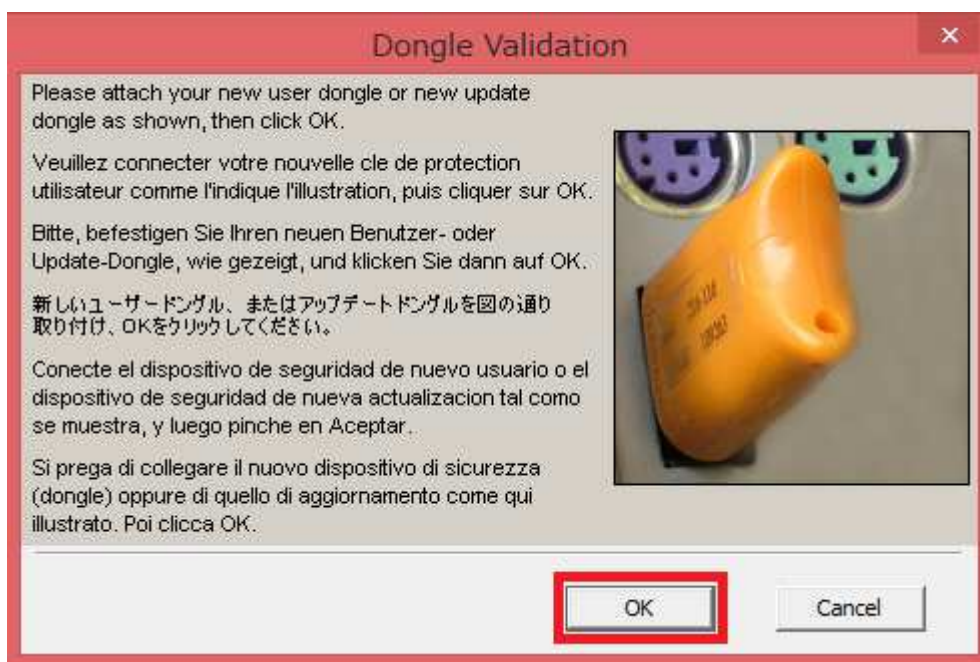 Dongle Validation
Please attach your new user dongle or new update
dongle as shown, then click OK.
Veuillez connecter votre nouvelle cle de protection
utilisateur comme l'indique l'illustration, puis cliquer sur OK.
Bitte, befestigen Sie Ihren neuen Benutzer- oder
Update-Dongle, wie gezeigt, und klicken Sie dann auf OK.
新しいユーザードングル、またはアップデートドングルを図の通り
取り付け、OKをクリックしてください。
Conecte el dispositivo de seguridad de nuevo usuario o el
dispositivo de seguridad de nueva actualizacion tal como
se muestra, y luego pinche en Aceptar.
Si prega di collegare il nuovo dispositivo di sicurezza
(dongle) oppure di quello di aggiornamento come qui
illustrato. Poi clicca OK.
OK
Cancel